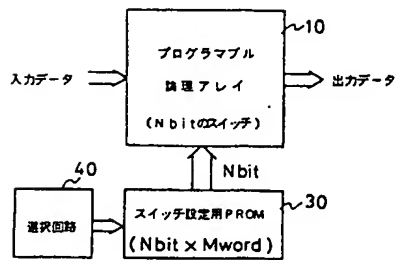 10
プログラマブル
論理アレイ
(Nbitのスイッチ)
入力データ
出力データ
Nbit
40
選択回路
30
スイッチ設定用PROM
(Nbit×Mword)